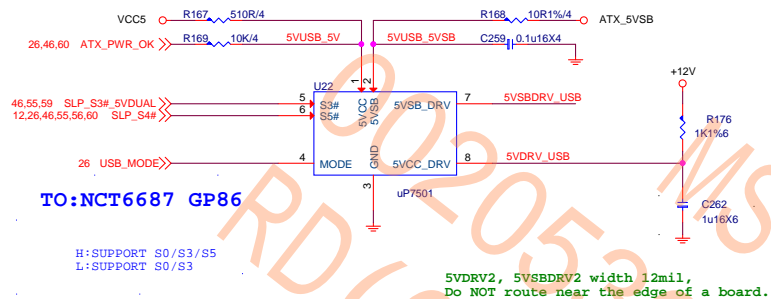 VCC5 R167 510R/4 R168 10R1%/4 ATX_5VSB
26,46,60 ATX_PWR_OK R169 10K/4 5VUSB_5V 5VUSB_5VSB C259 0.1u16X4
+12V
U22 1 2
46,55,59 SLP_S3#_5VDUAL 5 S3# 5VCC 5VSB 5VSB_DRV 7 5VSBDRV_USB
12,26,46,55,56,60 SLP_S4# 6 S5#
R176
1K1%6
26 USB_MODE 4 MODE GND 5VCC_DRV 8 5VDRV_USB
3 uP7501
C262
1u16X6
TO:NCT6687 GP86
H:SUPPORT S0/S3/S5
L:SUPPORT S0/S3
5VDRV2, 5VSBDRV2 width 12mil,
Do NOT route near the edge of a board.
0020532
MS
RD(